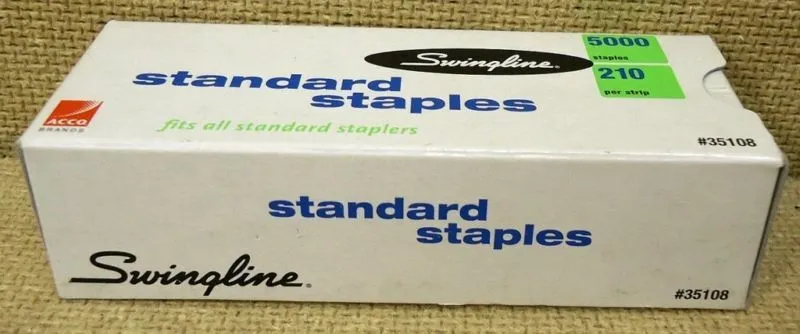 Swingline®
5000
staples
210
per strip
standard
staples
fits all standard staplers
ACCO
BRANDS
#35108
standard
staples
Swingline®
#35108